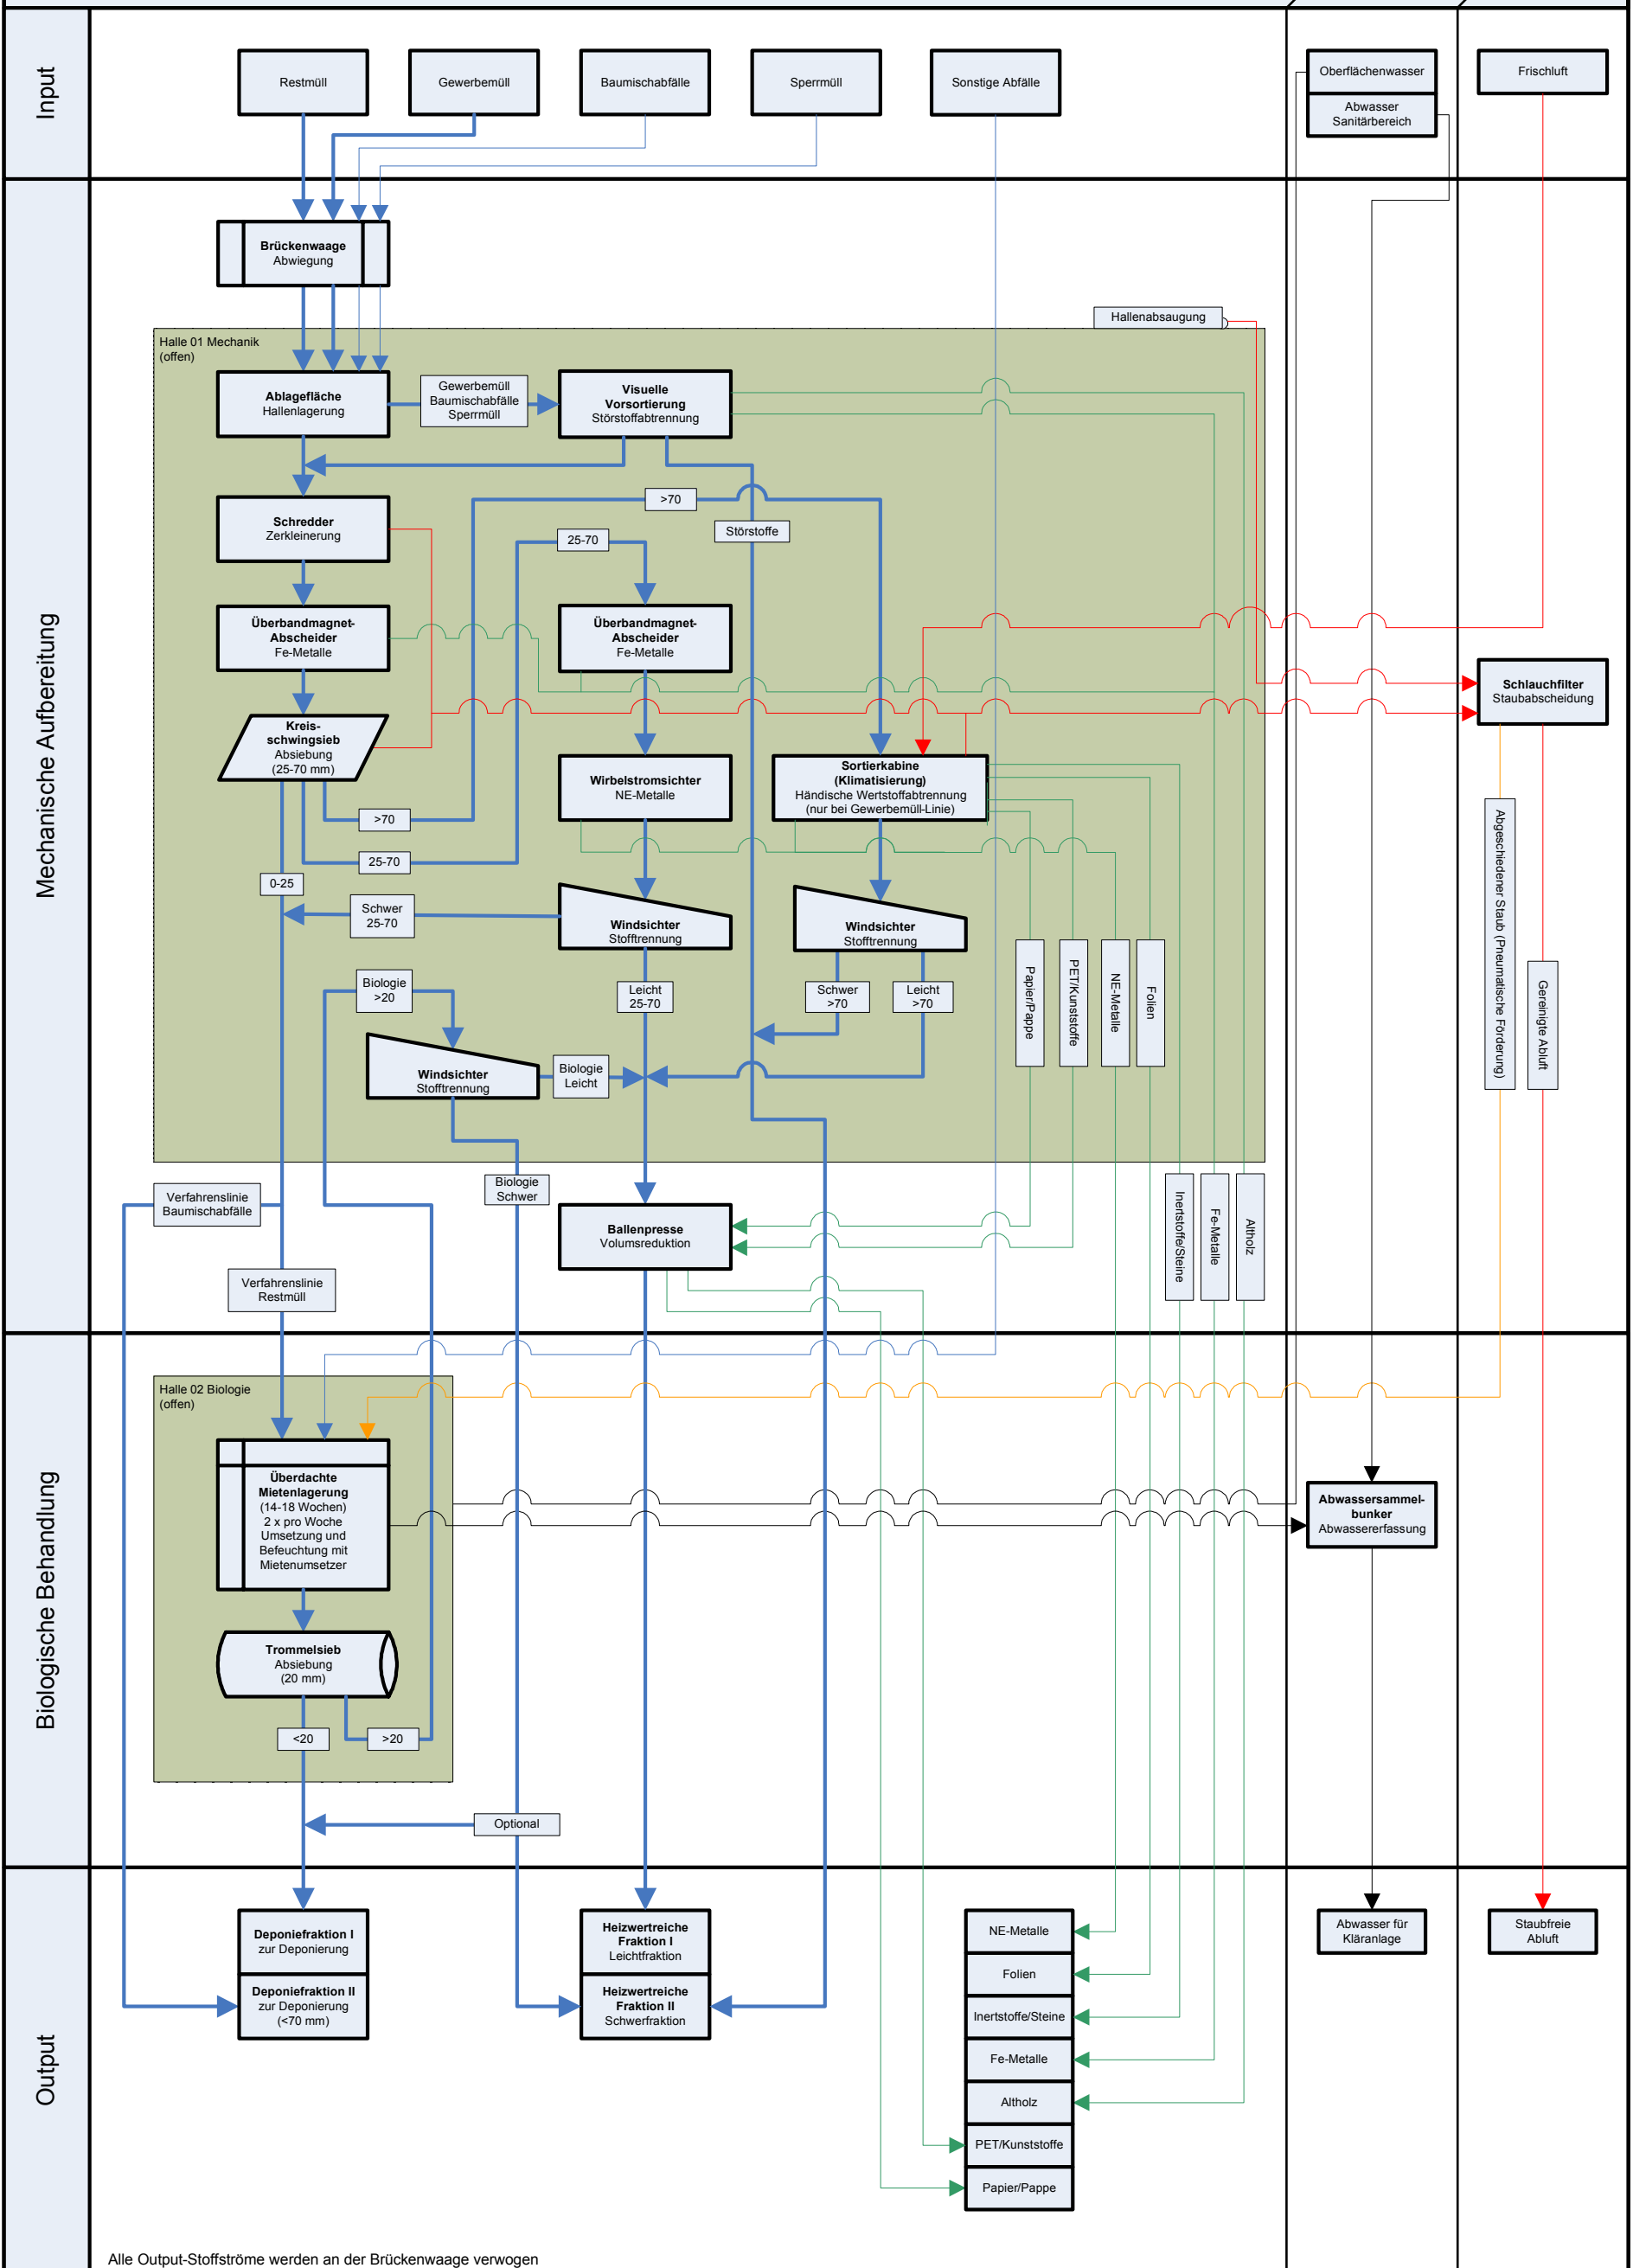 Input
Restmüll
Gewerbemüll
Baumischabfälle
Sperrmüll
Sonstige Abfälle
Oberflächenwasser
Abwasser
Sanitärbereich
Frischluft
Mechanische Aufbereitung
Brückenwaage
Abwiegung
Hallenabsaugung
Halle 01 Mechanik
(offen)
Ablagefläche
Hallenlagerung
Gewerbemüll
Baumischabfälle
Sperrmüll
Visuelle
Vorsortierung
Störstoffabtrennung
>70
Störstoffe
Schredder
Zerkleinerung
25-70
Überbandmagnet-
Abscheider
Fe-Metalle
Überbandmagnet-
Abscheider
Fe-Metalle
Schlauchfilter
Staubabscheidung
Kreis-
schwingsieb
Absiebung
(25-70 mm)
Wirbelstromsichter
NE-Metalle
Sortierkabine
(Klimatisierung)
Händische Wertstoffabtrennung
(nur bei Gewerbemüll-Linie)
>70
25-70
0-25
Schwer
25-70
Windsichter
Stofftrennung
Windsichter
Stofftrennung
Abgeschiedener Staub (Pneumatische Förderung)
Gereinigte Abluft
Papier/Pappe
PET/Kunststoffe
NE-Metalle
Folien
Biologie
>20
Leicht
25-70
Schwer
>70
Leicht
>70
Windsichter
Stofftrennung
Biologie
Leicht
Biologie
Schwer
Verfahrenslinie
Baumischabfälle
Ballenpresse
Volumsreduktion
Inertstoffe/Steine
Fe-Metalle
Altholz
Verfahrenslinie
Restmüll
Biologische Behandlung
Halle 02 Biologie
(offen)
Überdachte
Mietenlagerung
(14-18 Wochen)
2 x pro Woche
Umsetzung und
Befeuchtung mit
Mietenumsetzer
Abwassersammel-
bunker
Abwassererfassung
Trommelsieb
Absiebung
(20 mm)
<20
>20
Optional
Output
Deponiefraktion I
zur Deponierung
Deponiefraktion II
zur Deponierung
(<70 mm)
Heizwertreiche
Fraktion I
Leichtfraktion
Heizwertreiche
Fraktion II
Schwerfraktion
NE-Metalle
Folien
Inertstoffe/Steine
Fe-Metalle
Altholz
PET/Kunststoffe
Papier/Pappe
Abwasser für
Kläranlage
Staubfreie
Abluft
Alle Output-Stoffströme werden an der Brückenwaage verwogen